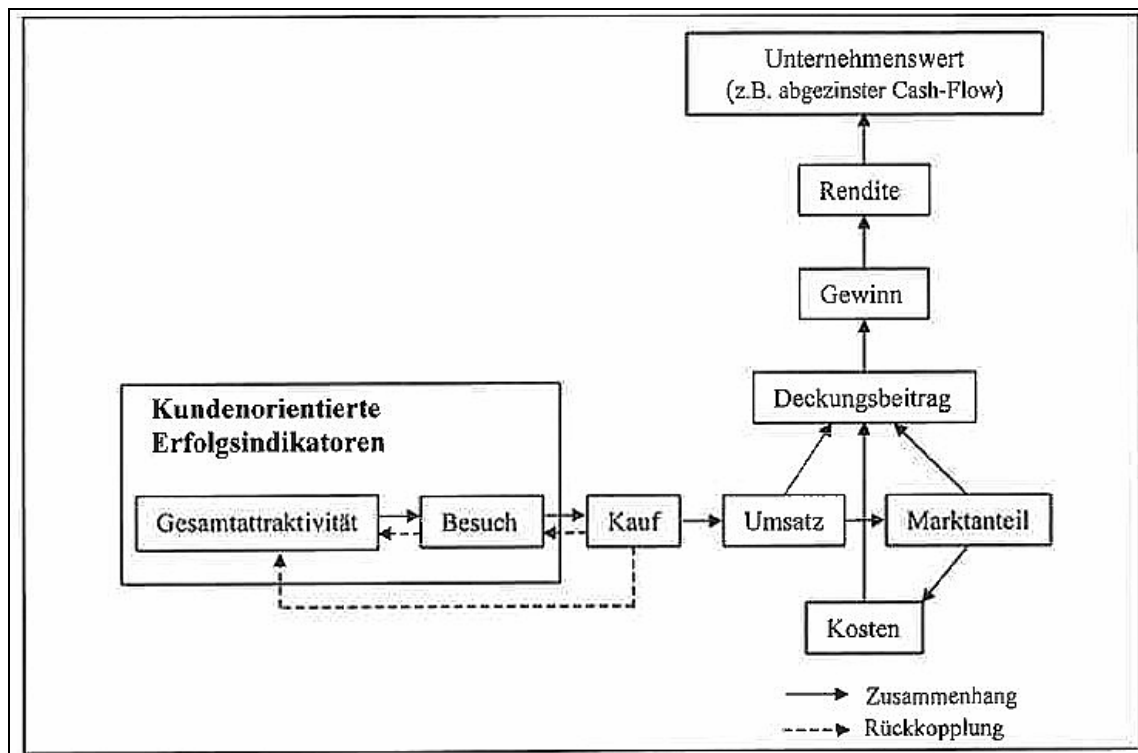 Unternehmenswert
(z.B. abgezinster Cash-Flow)
Rendite
Gewinn
Deckungsbeitrag
Kundenorientierte
Erfolgsindikatoren
Gesamtattraktivität
Besuch
Kauf
Umsatz
Marktanteil
Kosten
Zusammenhang
Rückkopplung